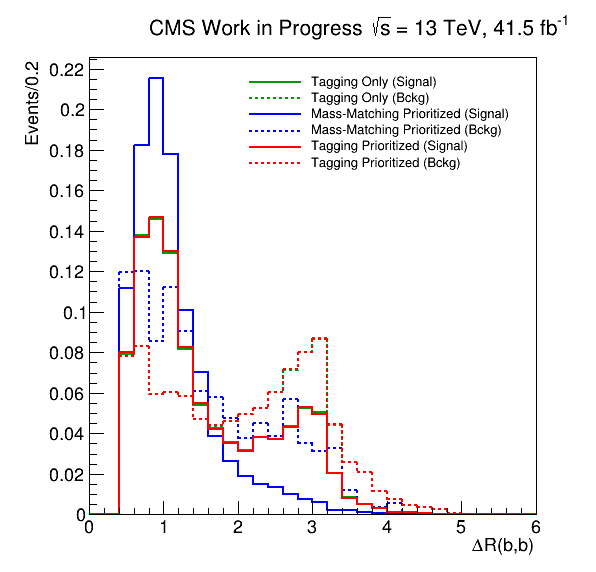 CMS Work in Progress √s = 13 TeV, 41.5 fb⁻¹
Events/0.2
0.22
0.2
0.18
0.16
0.14
0.12
0.1
0.08
0.06
0.04
0.02
0
Tagging Only (Signal)
Tagging Only (Bckg)
Mass-Matching Prioritized (Signal)
Mass-Matching Prioritized (Bckg)
Tagging Prioritized (Signal)
Tagging Prioritized (Bckg)
0 1 2 3 4 5 6
ΔR(b,b)